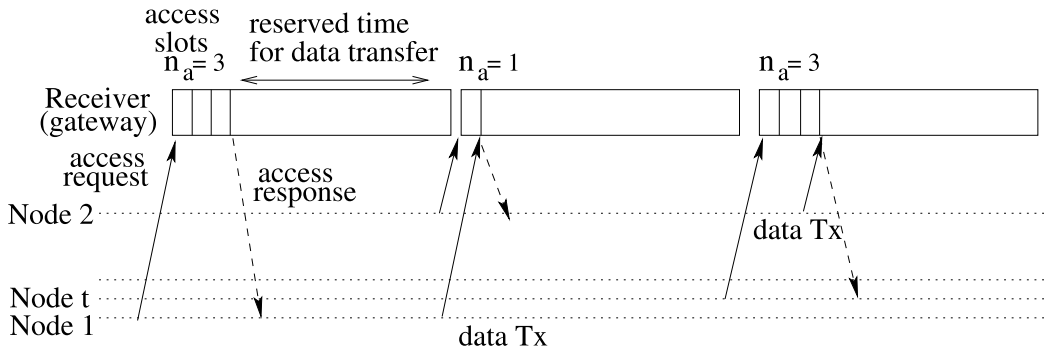 access
slots
n_a = 3
reserved time
for data transfer
n_a = 1
n_a = 3
Receiver
(gateway)
access
request
access
response
Node 2
data Tx
Node t
Node 1
data Tx